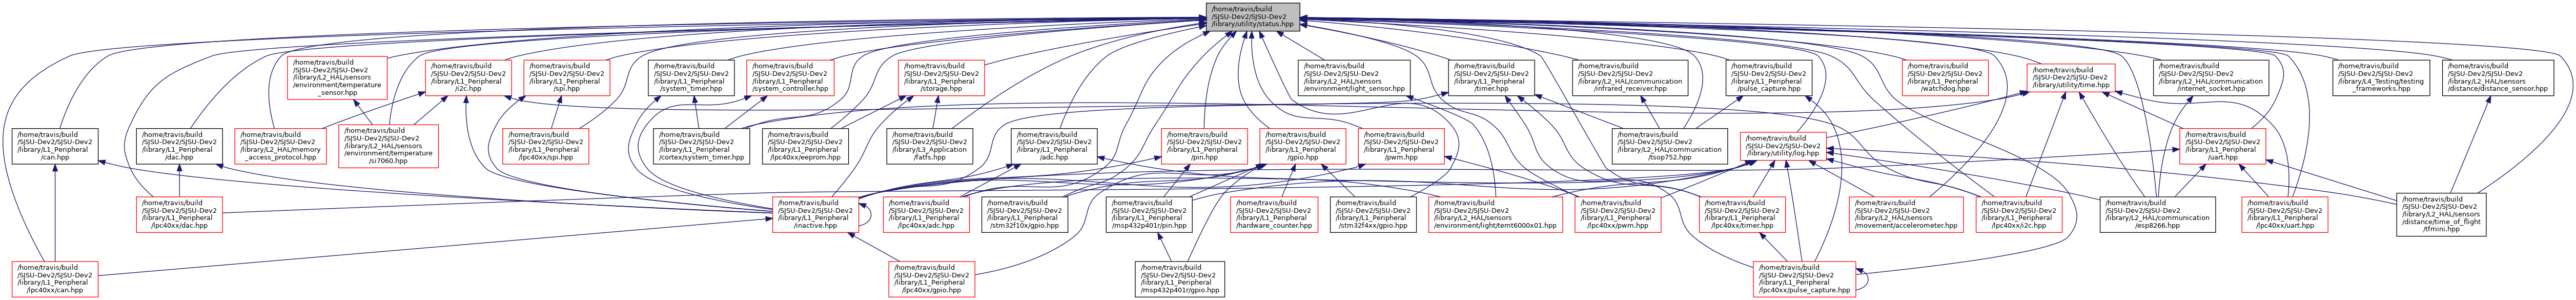 /home/travis/build
/SJSU-Dev2/SJSU-Dev2
/library/utility/status.hpp
/home/travis/build
/SJSU-Dev2/SJSU-Dev2
/library/L2_HAL/sensors
/environment/temperature
_sensor.hpp
/home/travis/build
/SJSU-Dev2/SJSU-Dev2
/library/L1_Peripheral
/i2c.hpp
/home/travis/build
/SJSU-Dev2/SJSU-Dev2
/library/L1_Peripheral
/spi.hpp
/home/travis/build
/SJSU-Dev2/SJSU-Dev2
/library/L1_Peripheral
/system_timer.hpp
/home/travis/build
/SJSU-Dev2/SJSU-Dev2
/library/L1_Peripheral
/system_controller.hpp
/home/travis/build
/SJSU-Dev2/SJSU-Dev2
/library/L1_Peripheral
/storage.hpp
/home/travis/build
/SJSU-Dev2/SJSU-Dev2
/library/L2_HAL/sensors
/environment/light_sensor.hpp
/home/travis/build
/SJSU-Dev2/SJSU-Dev2
/library/L1_Peripheral
/timer.hpp
/home/travis/build
/SJSU-Dev2/SJSU-Dev2
/library/L2_HAL/communication
/infrared_receiver.hpp
/home/travis/build
/SJSU-Dev2/SJSU-Dev2
/library/L1_Peripheral
/pulse_capture.hpp
/home/travis/build
/SJSU-Dev2/SJSU-Dev2
/library/L1_Peripheral
/watchdog.hpp
/home/travis/build
/SJSU-Dev2/SJSU-Dev2
/library/utility/time.hpp
/home/travis/build
/SJSU-Dev2/SJSU-Dev2
/library/L2_HAL/communication
/internet_socket.hpp
/home/travis/build
/SJSU-Dev2/SJSU-Dev2
/library/L4_Testing/testing
_frameworks.hpp
/home/travis/build
/SJSU-Dev2/SJSU-Dev2
/library/L2_HAL/sensors
/distance/distance_sensor.hpp
/home/travis/build
/SJSU-Dev2/SJSU-Dev2
/library/L1_Peripheral
/can.hpp
/home/travis/build
/SJSU-Dev2/SJSU-Dev2
/library/L1_Peripheral
/dac.hpp
/home/travis/build
/SJSU-Dev2/SJSU-Dev2
/library/L2_HAL/memory
_access_protocol.hpp
/home/travis/build
/SJSU-Dev2/SJSU-Dev2
/library/L2_HAL/sensors
/environment/temperature
/si7060.hpp
/home/travis/build
/SJSU-Dev2/SJSU-Dev2
/library/L1_Peripheral
/lpc40xx/spi.hpp
/home/travis/build
/SJSU-Dev2/SJSU-Dev2
/library/L1_Peripheral
/cortex/system_timer.hpp
/home/travis/build
/SJSU-Dev2/SJSU-Dev2
/library/L1_Peripheral
/lpc40xx/eeprom.hpp
/home/travis/build
/SJSU-Dev2/SJSU-Dev2
/library/L3_Application
/fatfs.hpp
/home/travis/build
/SJSU-Dev2/SJSU-Dev2
/library/L1_Peripheral
/adc.hpp
/home/travis/build
/SJSU-Dev2/SJSU-Dev2
/library/L1_Peripheral
/pin.hpp
/home/travis/build
/SJSU-Dev2/SJSU-Dev2
/library/L1_Peripheral
/gpio.hpp
/home/travis/build
/SJSU-Dev2/SJSU-Dev2
/library/L1_Peripheral
/pwm.hpp
/home/travis/build
/SJSU-Dev2/SJSU-Dev2
/library/L2_HAL/communication
/tsop752.hpp
/home/travis/build
/SJSU-Dev2/SJSU-Dev2
/library/utility/log.hpp
/home/travis/build
/SJSU-Dev2/SJSU-Dev2
/library/L1_Peripheral
/uart.hpp
/home/travis/build
/SJSU-Dev2/SJSU-Dev2
/library/L1_Peripheral
/lpc40xx/dac.hpp
/home/travis/build
/SJSU-Dev2/SJSU-Dev2
/library/L1_Peripheral
/inactive.hpp
/home/travis/build
/SJSU-Dev2/SJSU-Dev2
/library/L1_Peripheral
/lpc40xx/adc.hpp
/home/travis/build
/SJSU-Dev2/SJSU-Dev2
/library/L1_Peripheral
/stm32f10x/gpio.hpp
/home/travis/build
/SJSU-Dev2/SJSU-Dev2
/library/L1_Peripheral
/msp432p401r/pin.hpp
/home/travis/build
/SJSU-Dev2/SJSU-Dev2
/library/L1_Peripheral
/hardware_counter.hpp
/home/travis/build
/SJSU-Dev2/SJSU-Dev2
/library/L1_Peripheral
/stm32f4xx/gpio.hpp
/home/travis/build
/SJSU-Dev2/SJSU-Dev2
/library/L2_HAL/sensors
/environment/light/temt6000x01.hpp
/home/travis/build
/SJSU-Dev2/SJSU-Dev2
/library/L1_Peripheral
/lpc40xx/pwm.hpp
/home/travis/build
/SJSU-Dev2/SJSU-Dev2
/library/L1_Peripheral
/lpc40xx/timer.hpp
/home/travis/build
/SJSU-Dev2/SJSU-Dev2
/library/L2_HAL/sensors
/movement/accelerometer.hpp
/home/travis/build
/SJSU-Dev2/SJSU-Dev2
/library/L1_Peripheral
/lpc40xx/i2c.hpp
/home/travis/build
/SJSU-Dev2/SJSU-Dev2
/library/L2_HAL/communication
/esp8266.hpp
/home/travis/build
/SJSU-Dev2/SJSU-Dev2
/library/L1_Peripheral
/lpc40xx/uart.hpp
/home/travis/build
/SJSU-Dev2/SJSU-Dev2
/library/L2_HAL/sensors
/distance/time_of_flight
/tfmini.hpp
/home/travis/build
/SJSU-Dev2/SJSU-Dev2
/library/L1_Peripheral
/lpc40xx/can.hpp
/home/travis/build
/SJSU-Dev2/SJSU-Dev2
/library/L1_Peripheral
/lpc40xx/gpio.hpp
/home/travis/build
/SJSU-Dev2/SJSU-Dev2
/library/L1_Peripheral
/msp432p401r/gpio.hpp
/home/travis/build
/SJSU-Dev2/SJSU-Dev2
/library/L1_Peripheral
/lpc40xx/pulse_capture.hpp